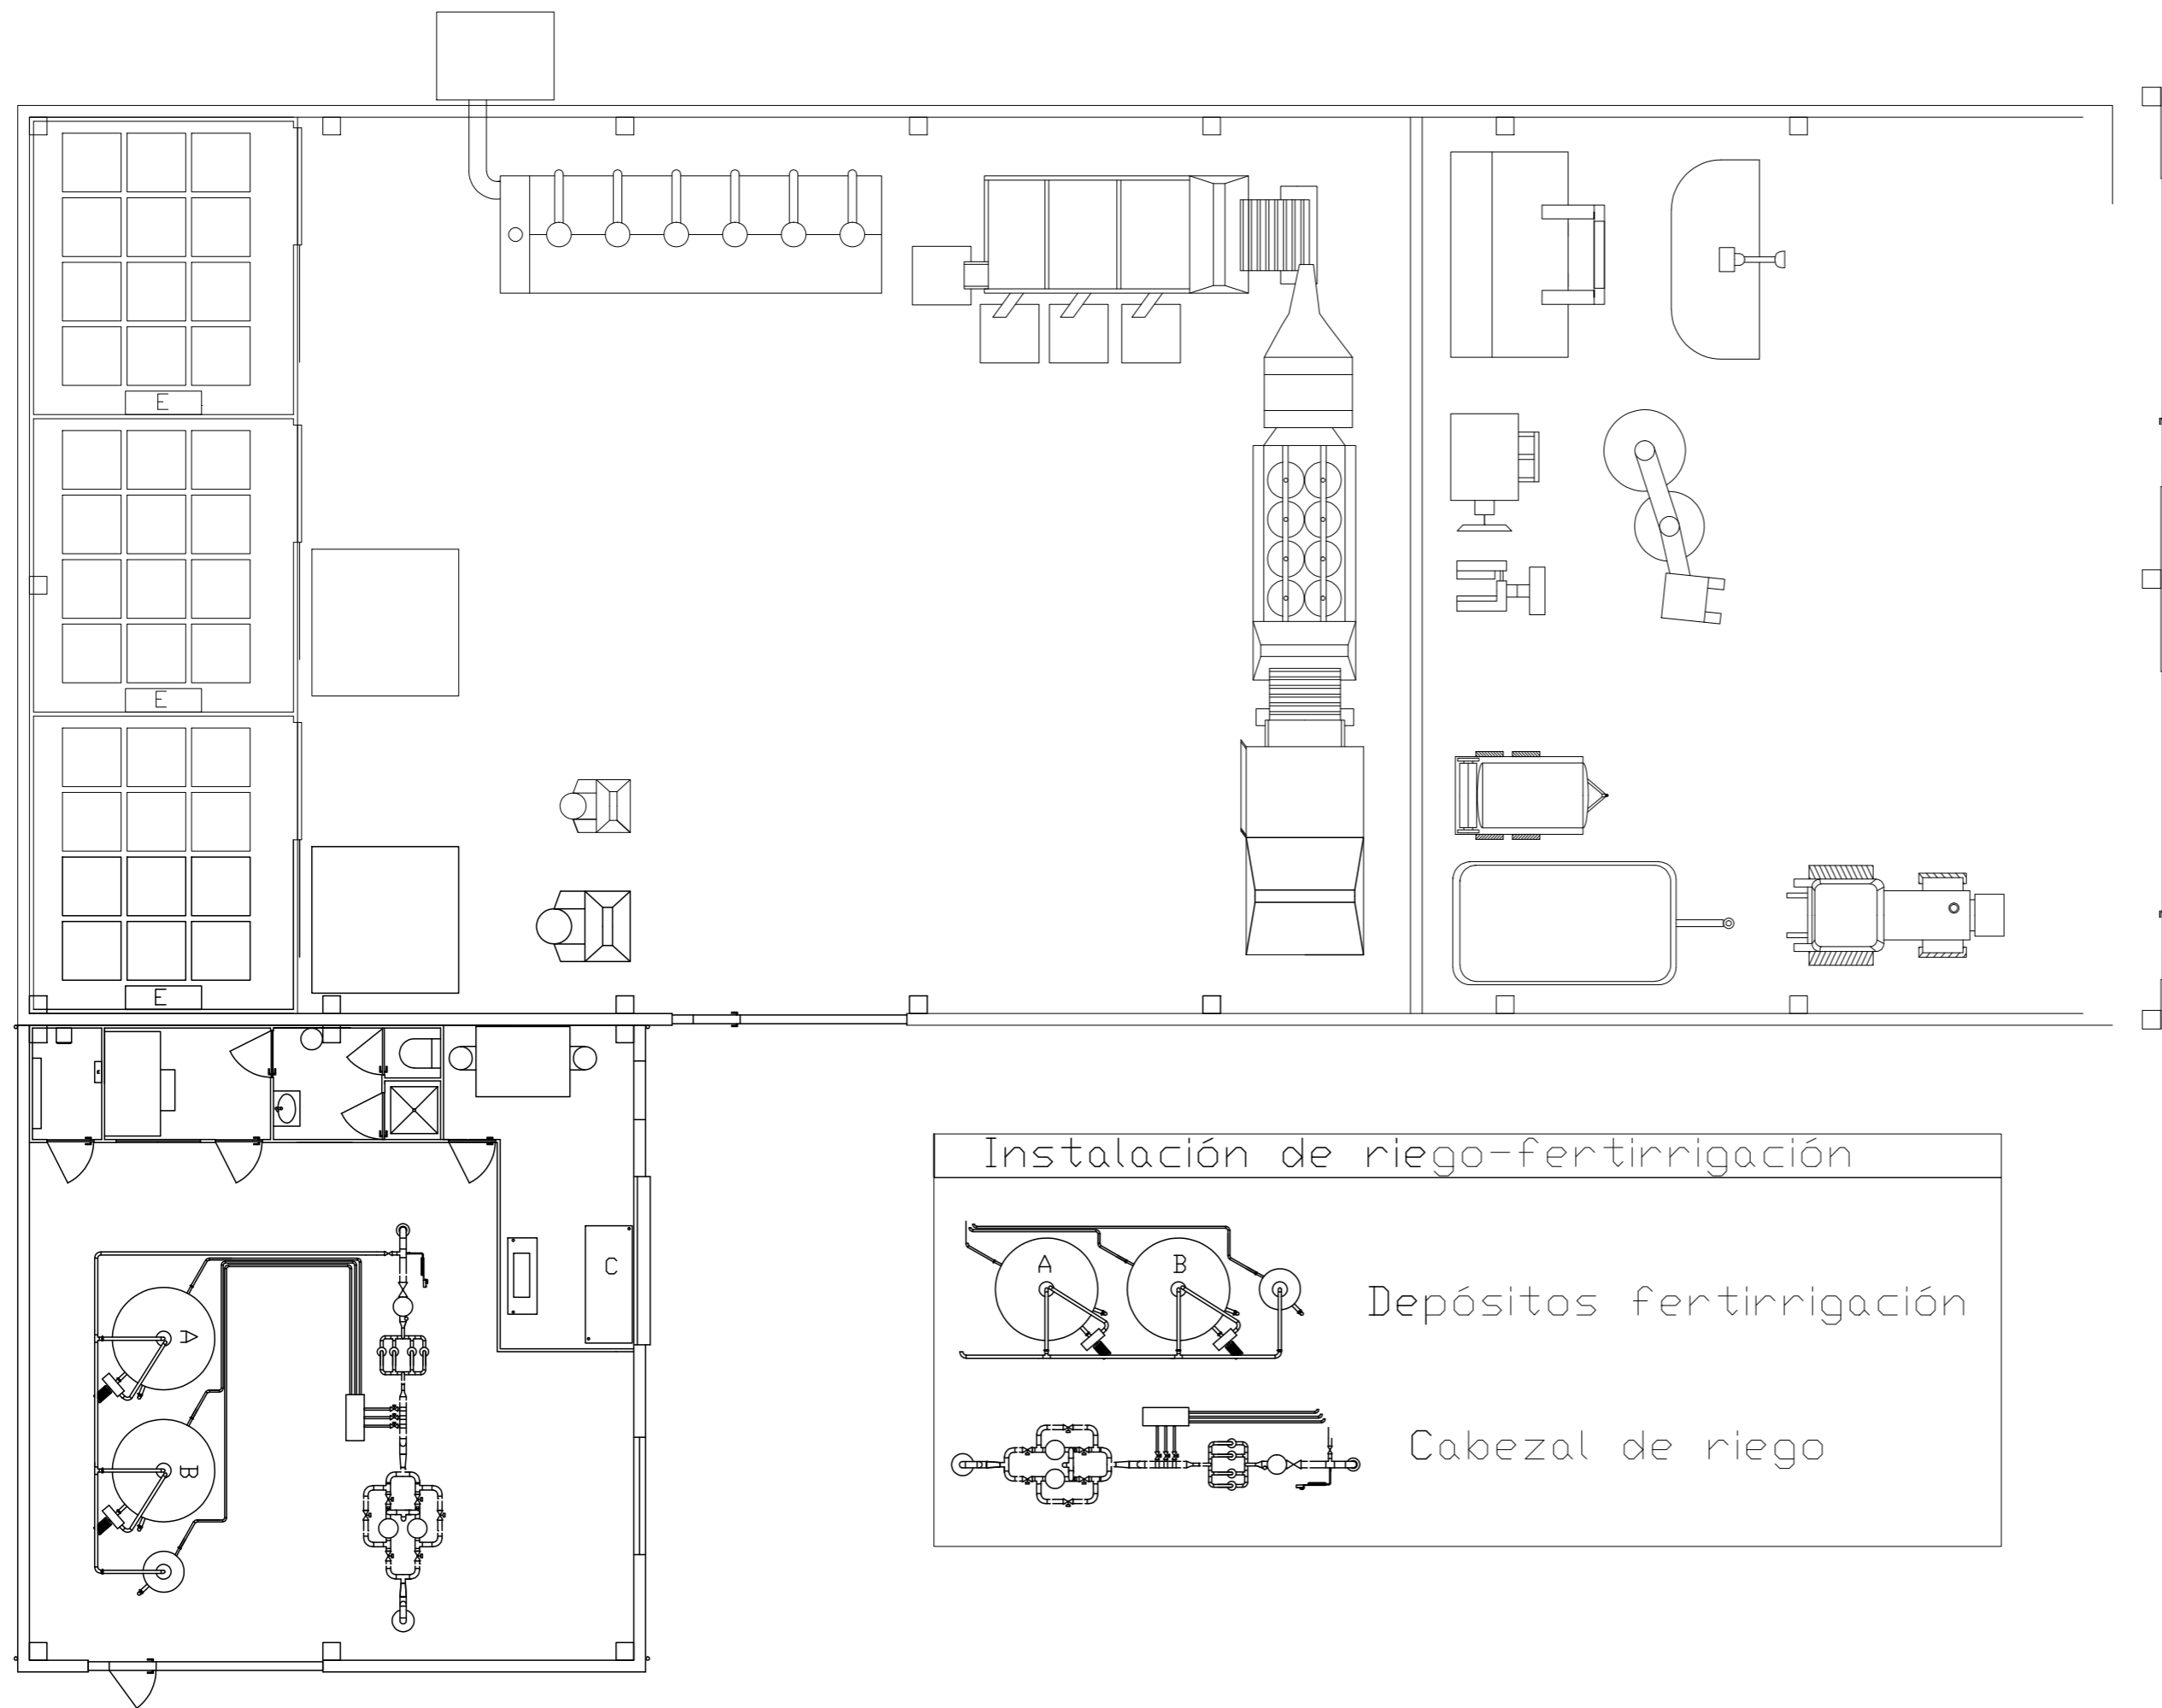 E
E
E
Instalación de riego-fertirrigación
C
A
B
Depósitos fertirrigación
A
Cabezal de riego
B